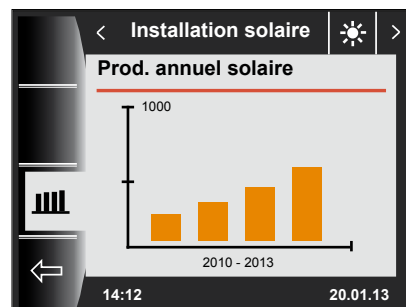 Installation solaire
Prod. annuel solaire
1000
2010 - 2013
14:12 20.01.13